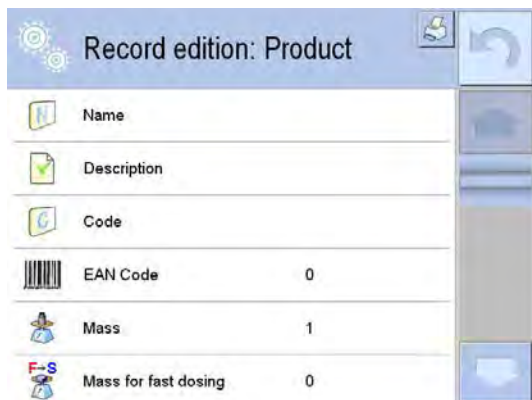 Record edition: Product
N Name
Description
C Code
EAN Code 0
Mass 1
F→S
Mass for fast dosing 0